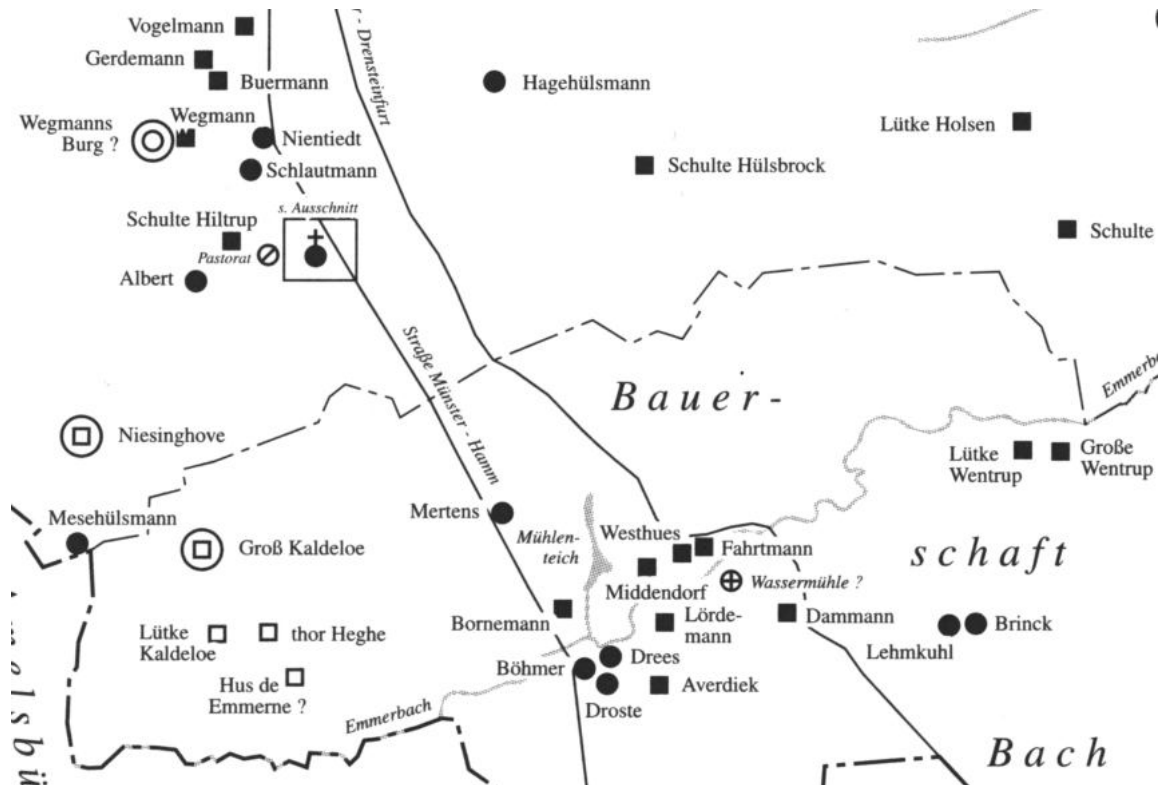 Vogelmann
Gerdemann
Buermann
- Drensteinfurt
Hagehülsmann
Wegmanns
Burg ?
Wegmann
Nientiedt
Lütke Holsen
Schlautmann
Schulte Hülsbrock
s. Ausschnitt
Schulte Hiltrup
Pastorat
Schulte
Albert
Straße Münster - Hamm
Bauer-
Emmerba
Niesinghove
Lütke
Wentrup
Große
Wentrup
Mesehülsmann
Mertens
Groß Kaldeloe
Mühlen-
teich
Westhues
Fahrtmann
schaft
Middendorf
Wassermühle ?
Bornemann
Lörde-
mann
Dammann
Brinck
Lehmkuhl
Lütke
Kaldeloe
thor Heghe
Drees
Böhmer
Averdiek
Hus de
Emmerne ?
Droste
Emmerbach
Bach
elsbü